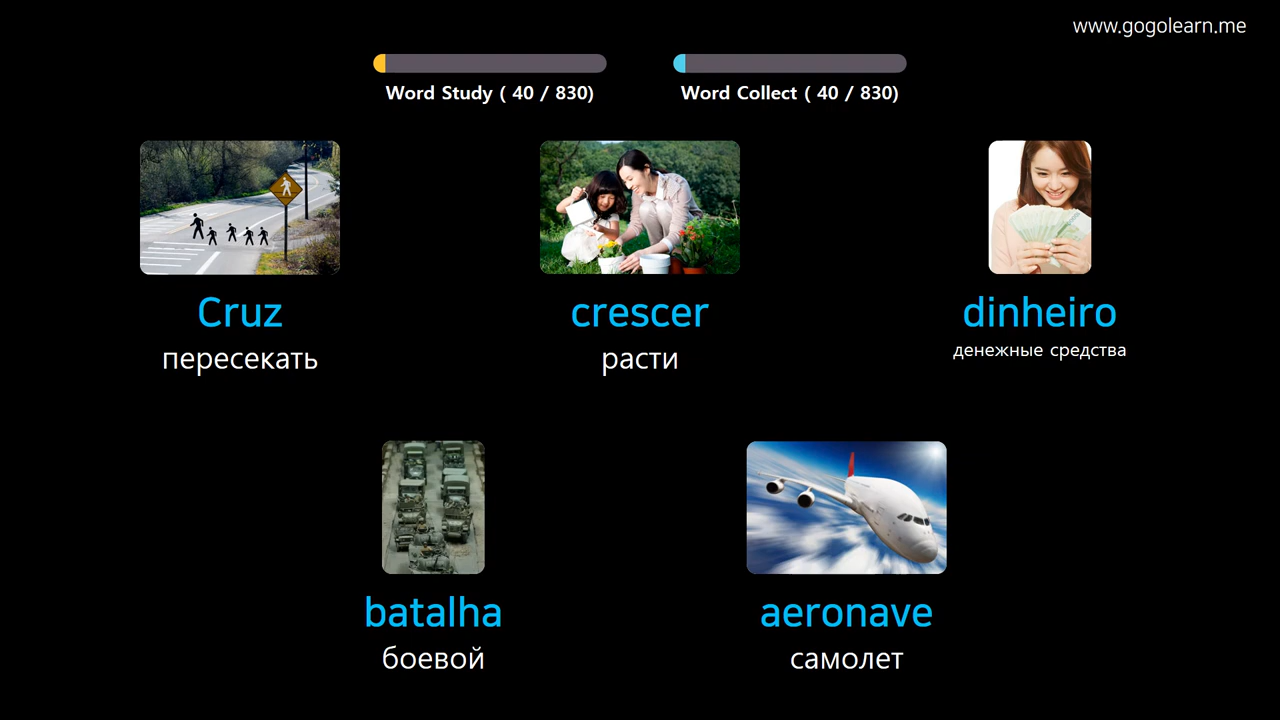 www.gogolearn.me
Word Study ( 40 / 830)
Word Collect ( 40 / 830)
Cruz
пересекать
crescer
расти
dinheiro
денежные средства
batalha
боевой
aeronave
самолет